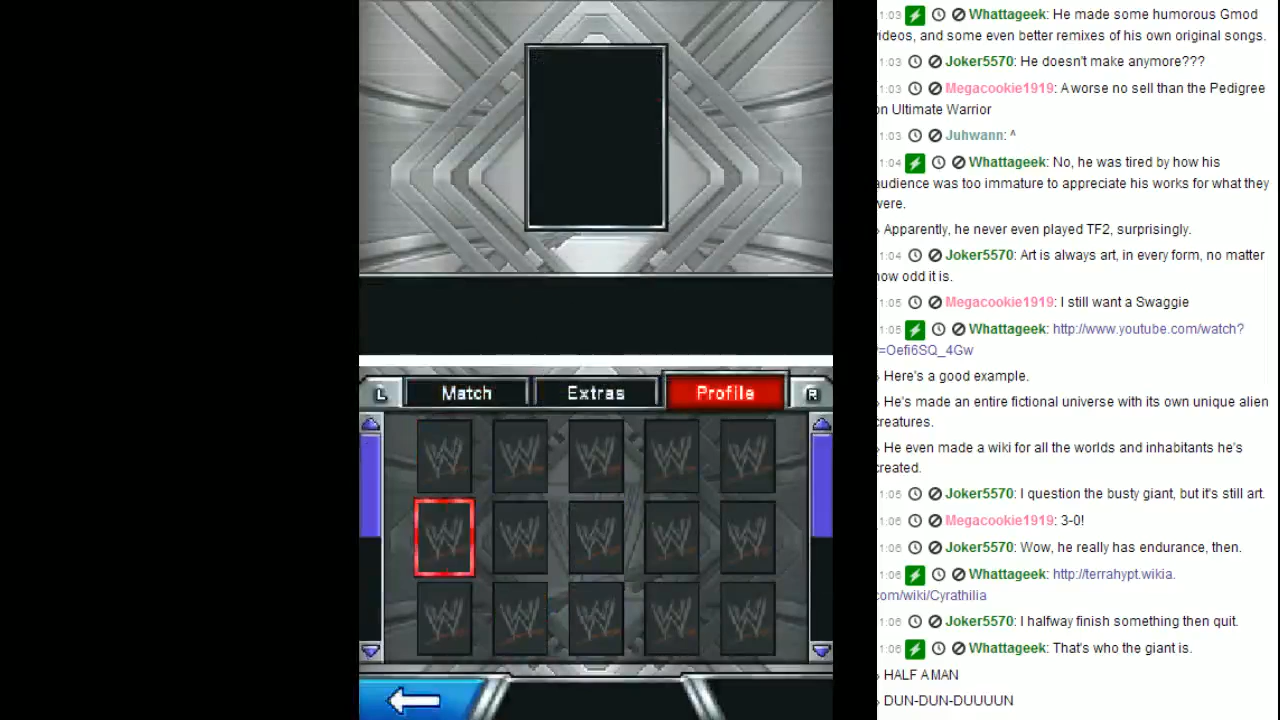 L
Match
Extras
Profile
R
1:03 Whattageek: He made some humorous Gmod
videos, and some even better remixes of his own original songs.
1:03 Joker5570: He doesn't make anymore???
1:03 Megacookie1919: A worse no sell than the Pedigree
on Ultimate Warrior
1:03 Juhwann: ^
1:04 Whattageek: No, he was tired by how his
audience was too immature to appreciate his works for what they
were.
Apparently, he never even played TF2, surprisingly.
1:04 Joker5570: Art is always art, in every form, no matter
how odd it is.
1:05 Megacookie1919: I still want a Swaggie
1:05 Whattageek: http://www.youtube.com/watch?
=Oefi6SQ_4Gw
Here's a good example.
He's made an entire fictional universe with its own unique alien
creatures.
He even made a wiki for all the worlds and inhabitants he's
created.
1:05 Joker5570: I question the busty giant, but it's still art.
1:06 Megacookie1919: 3-0!
1:06 Joker5570: Wow, he really has endurance, then.
1:06 Whattageek: http://terrahypt.wikia.
com/wiki/Cyrathilia
1:06 Joker5570: I halfway finish something then quit.
1:06 Whattageek: That's who the giant is.
HALF A MAN
DUN-DUN-DUUUUN